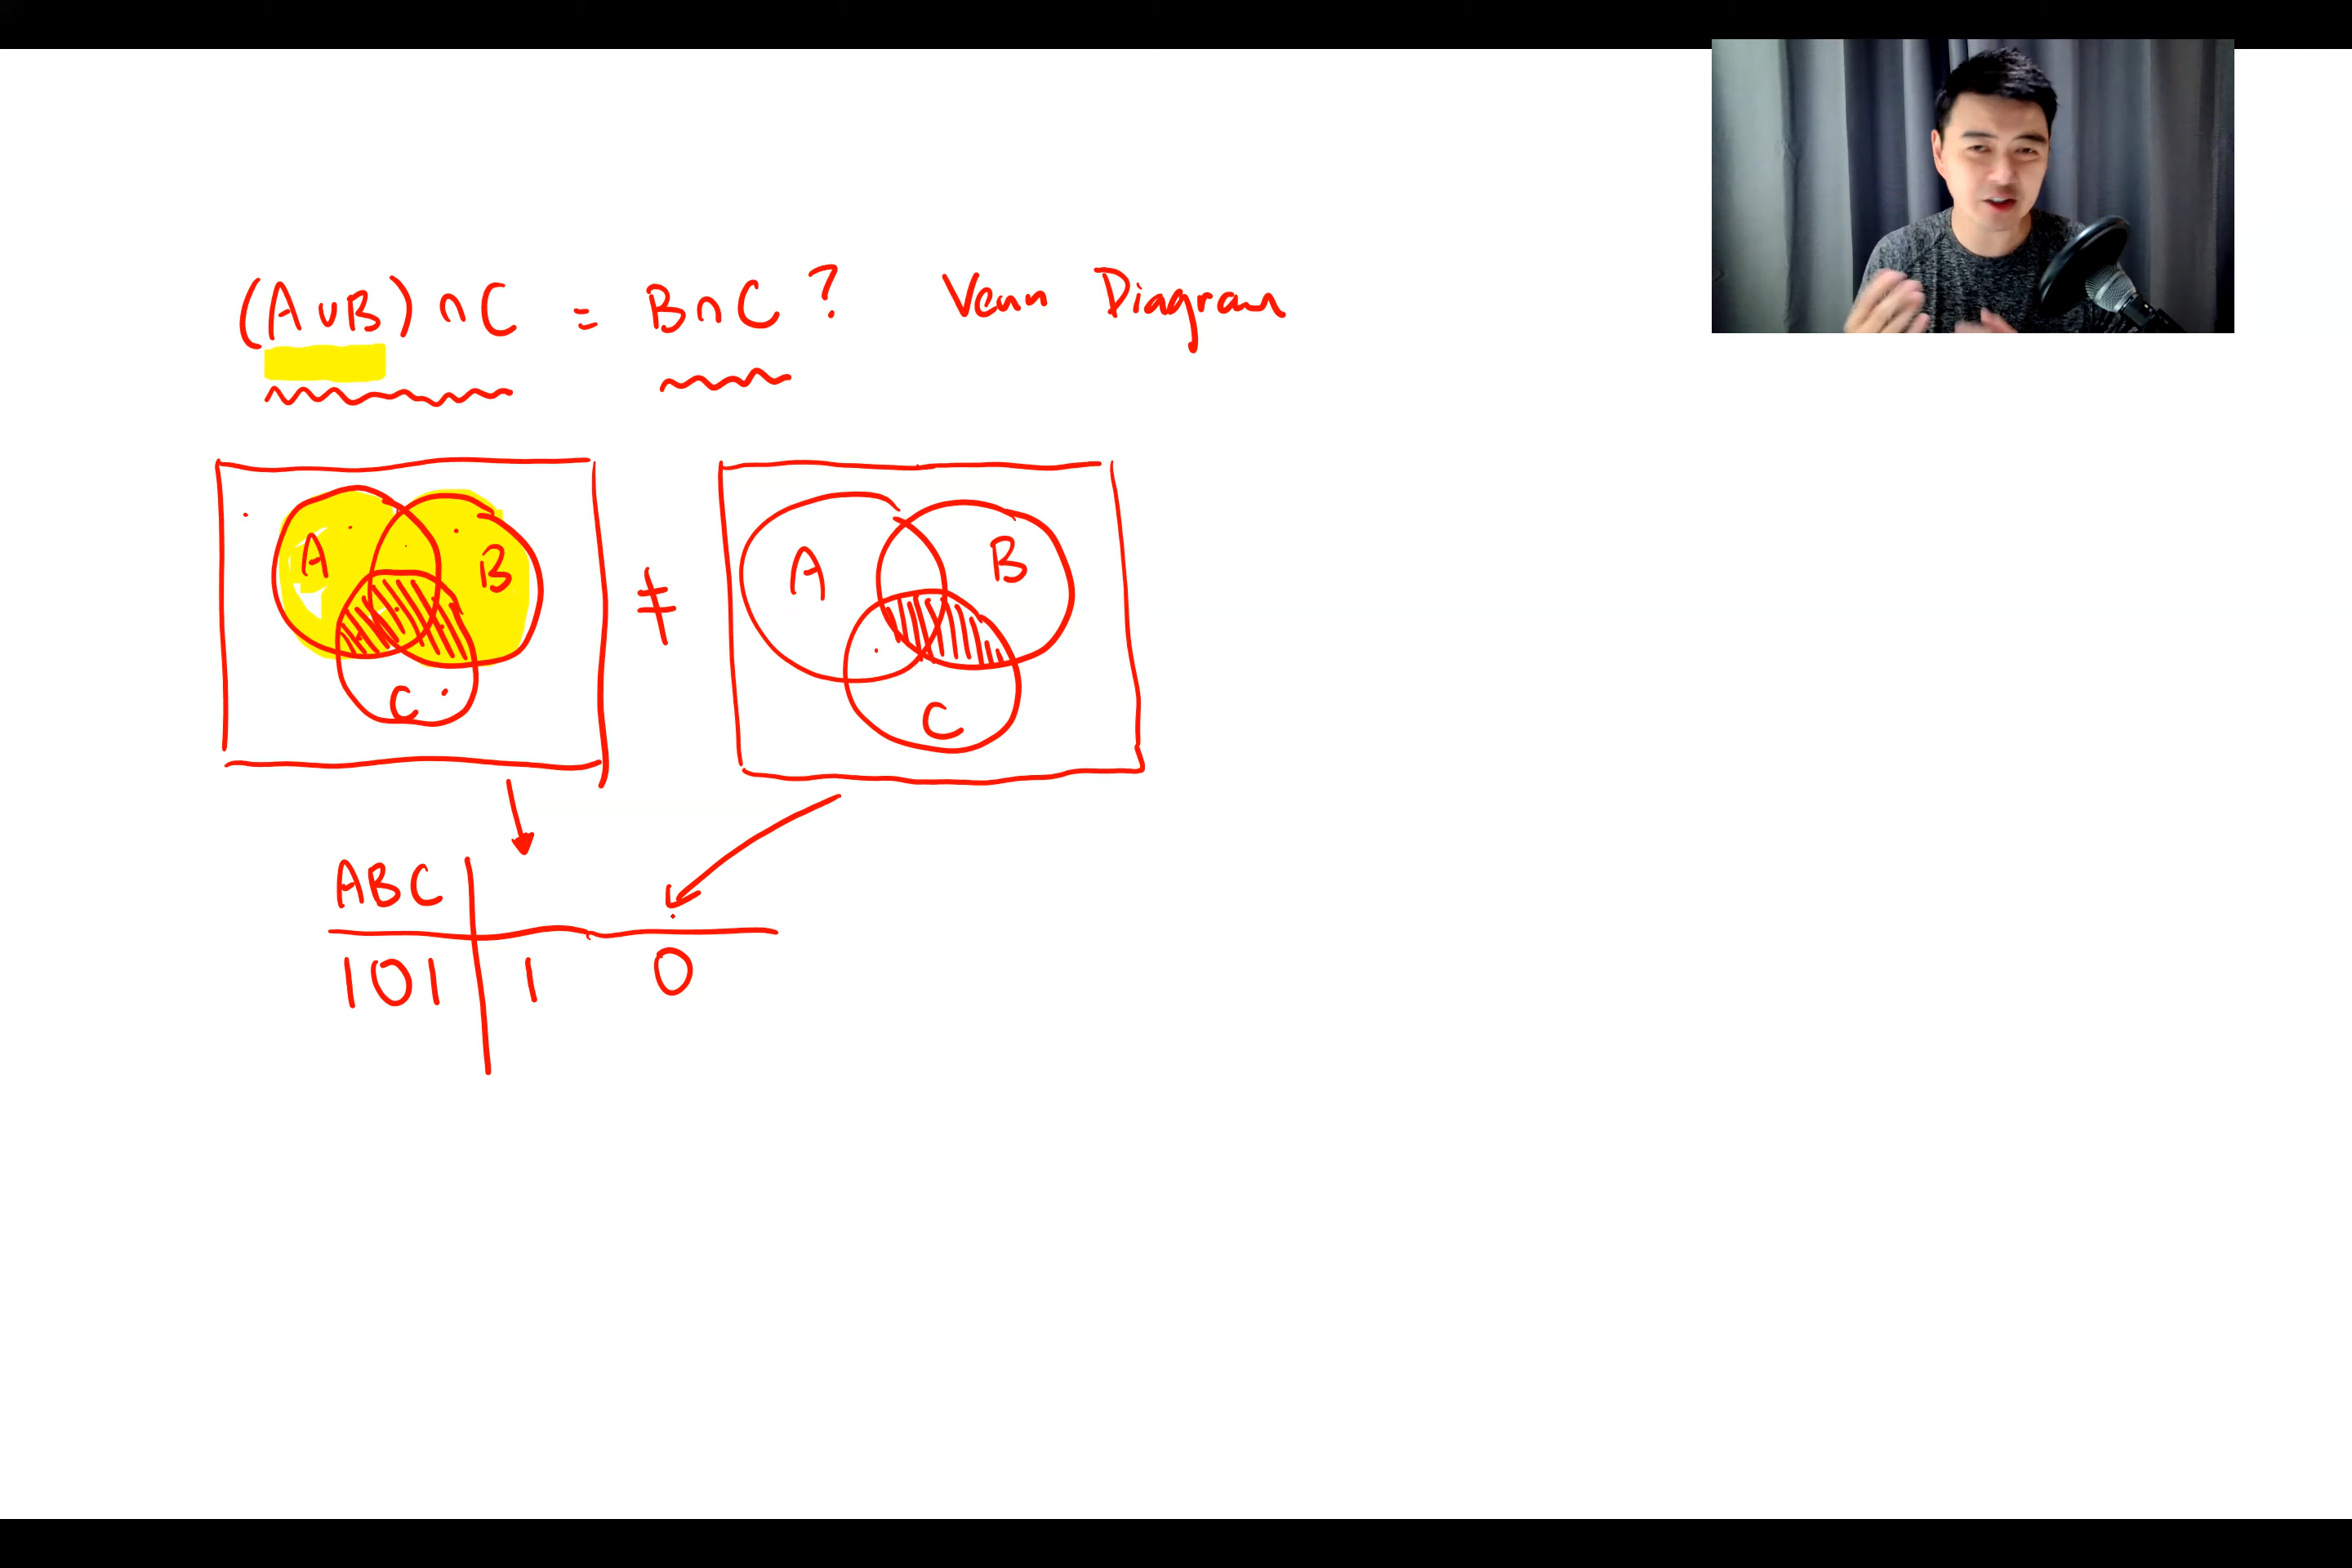 (A∪B)∩C = B∩C ? Venn Diagram
A B C
≠
A B C
ABC
101 1 0